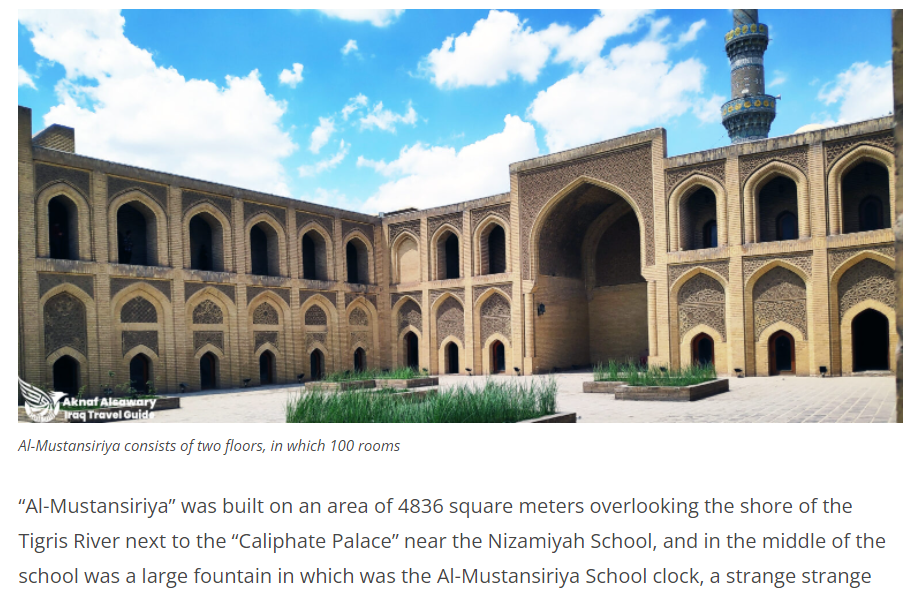 Aknaf Alsawary
Iraq Travel Guide
Al-Mustansiriya consists of two floors, in which 100 rooms
“Al-Mustansiriya” was built on an area of 4836 square meters overlooking the shore of the
Tigris River next to the “Caliphate Palace” near the Nizamiyah School, and in the middle of the
school was a large fountain in which was the Al-Mustansiriya School clock, a strange strange